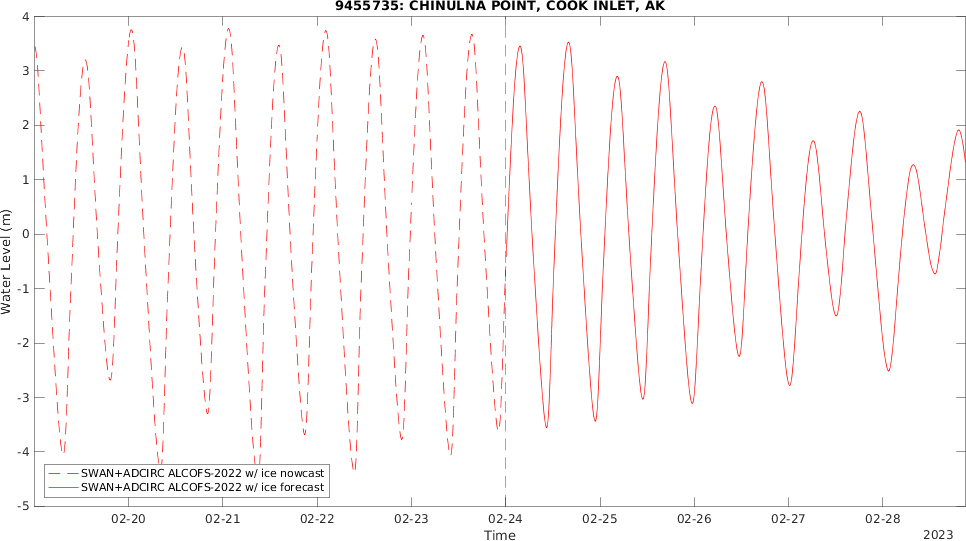 9455735: CHINULNA POINT, COOK INLET, AK
4
3
2
1
0
-1
-2
-3
-4
-5
Water Level (m)
SWAN+ADCIRC ALCOFS-2022 w/ ice nowcast
SWAN+ADCIRC ALCOFS-2022 w/ ice forecast
02-20 02-21 02-22 02-23 02-24 02-25 02-26 02-27 02-28
Time
2023